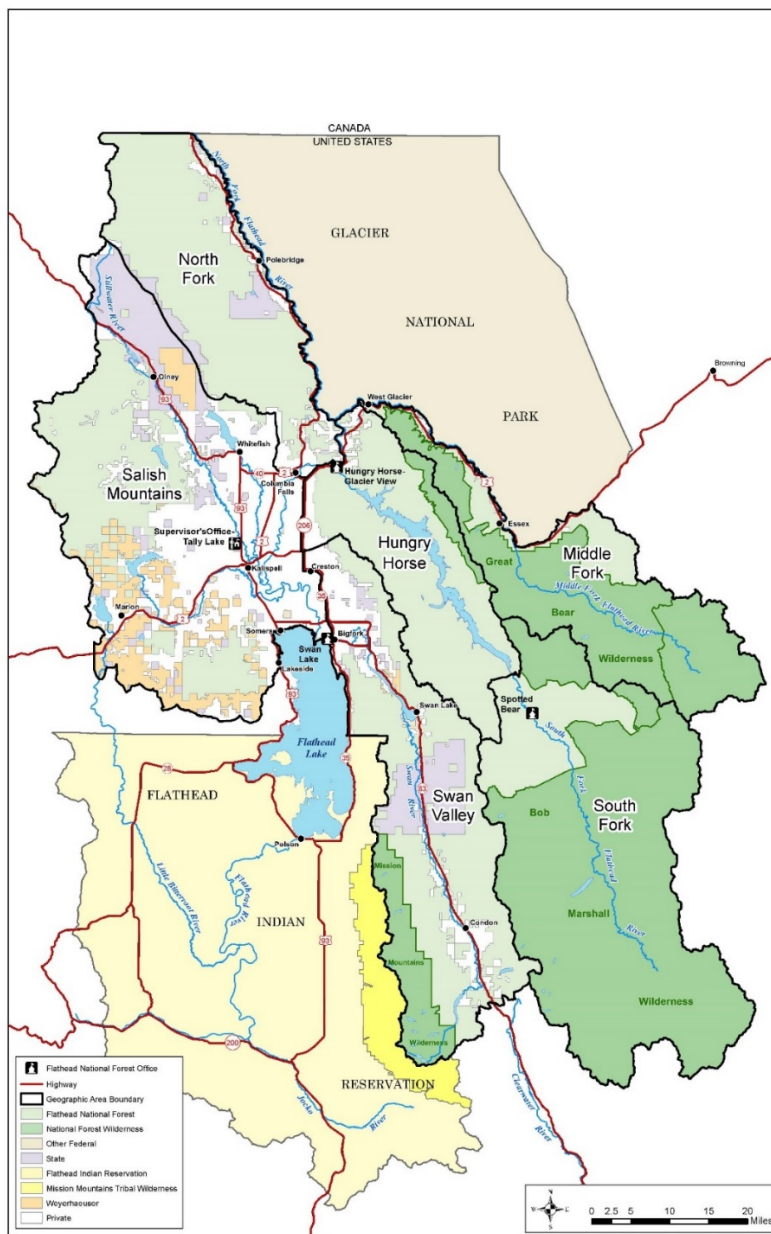 CANADA
UNITED STATES
North Fork Flathead River
GLACIER
NATIONAL
PARK
North
Fork
Polebridge
Stillwater River
Olney
93
Browning
West Glacier
Whitefish
40
2
Columbia
Falls
Hungry Horse-
Glacier View
2
Salish
Mountains
93
206
Essex
Supervisor'sOffice-
Tally Lake
2
Hungry
Horse
Middle
Fork
Great
Bear
Wilderness
Middle Fork Flathead River
Kalispell
Creston
35
Marion
2
Somers
Bigfork
Swan
Lake
Lakeside
93
Swan Lake
Spotted
Bear
Flathead
Lake
35
28
FLATHEAD
Swan
River
83
Swan
Valley
South
Fork
Flathead
River
South
Fork
Bob
Marshall
Wilderness
Polson
Little Bitterroot River
Flathead
River
INDIAN
93
Mission
Mountains
Wilderness
Condon
200
RESERVATION
Jocko
River
Clearwater
River
Flathead National Forest Office
Highway
Geographic Area Boundary
Flathead National Forest
National Forest Wilderness
Other Federal
State
Flathead Indian Reservation
Mission Mountains Tribal Wilderness
Weyerhaeuser
Private
N
W E
S
0 2.5 5 10 15 20
Miles